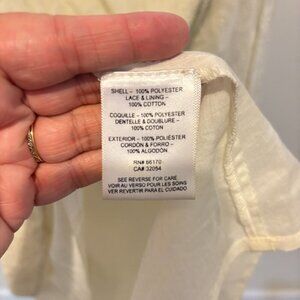 SHELL – 100% POLYESTER
LACE & LINING –
100% COTTON
COQUILLE – 100% POLYESTER
DENTELLE & DOUBLURE –
100% COTON
EXTERIOR – 100% POLIÉSTER
CORDÓN & FORRO –
100% ALGODÓN
RN# 66170
CA# 32054
SEE REVERSE FOR CARE
VOIR AU VERSO POUR LES SOINS
VER REVERSO PARA EL CUIDADO